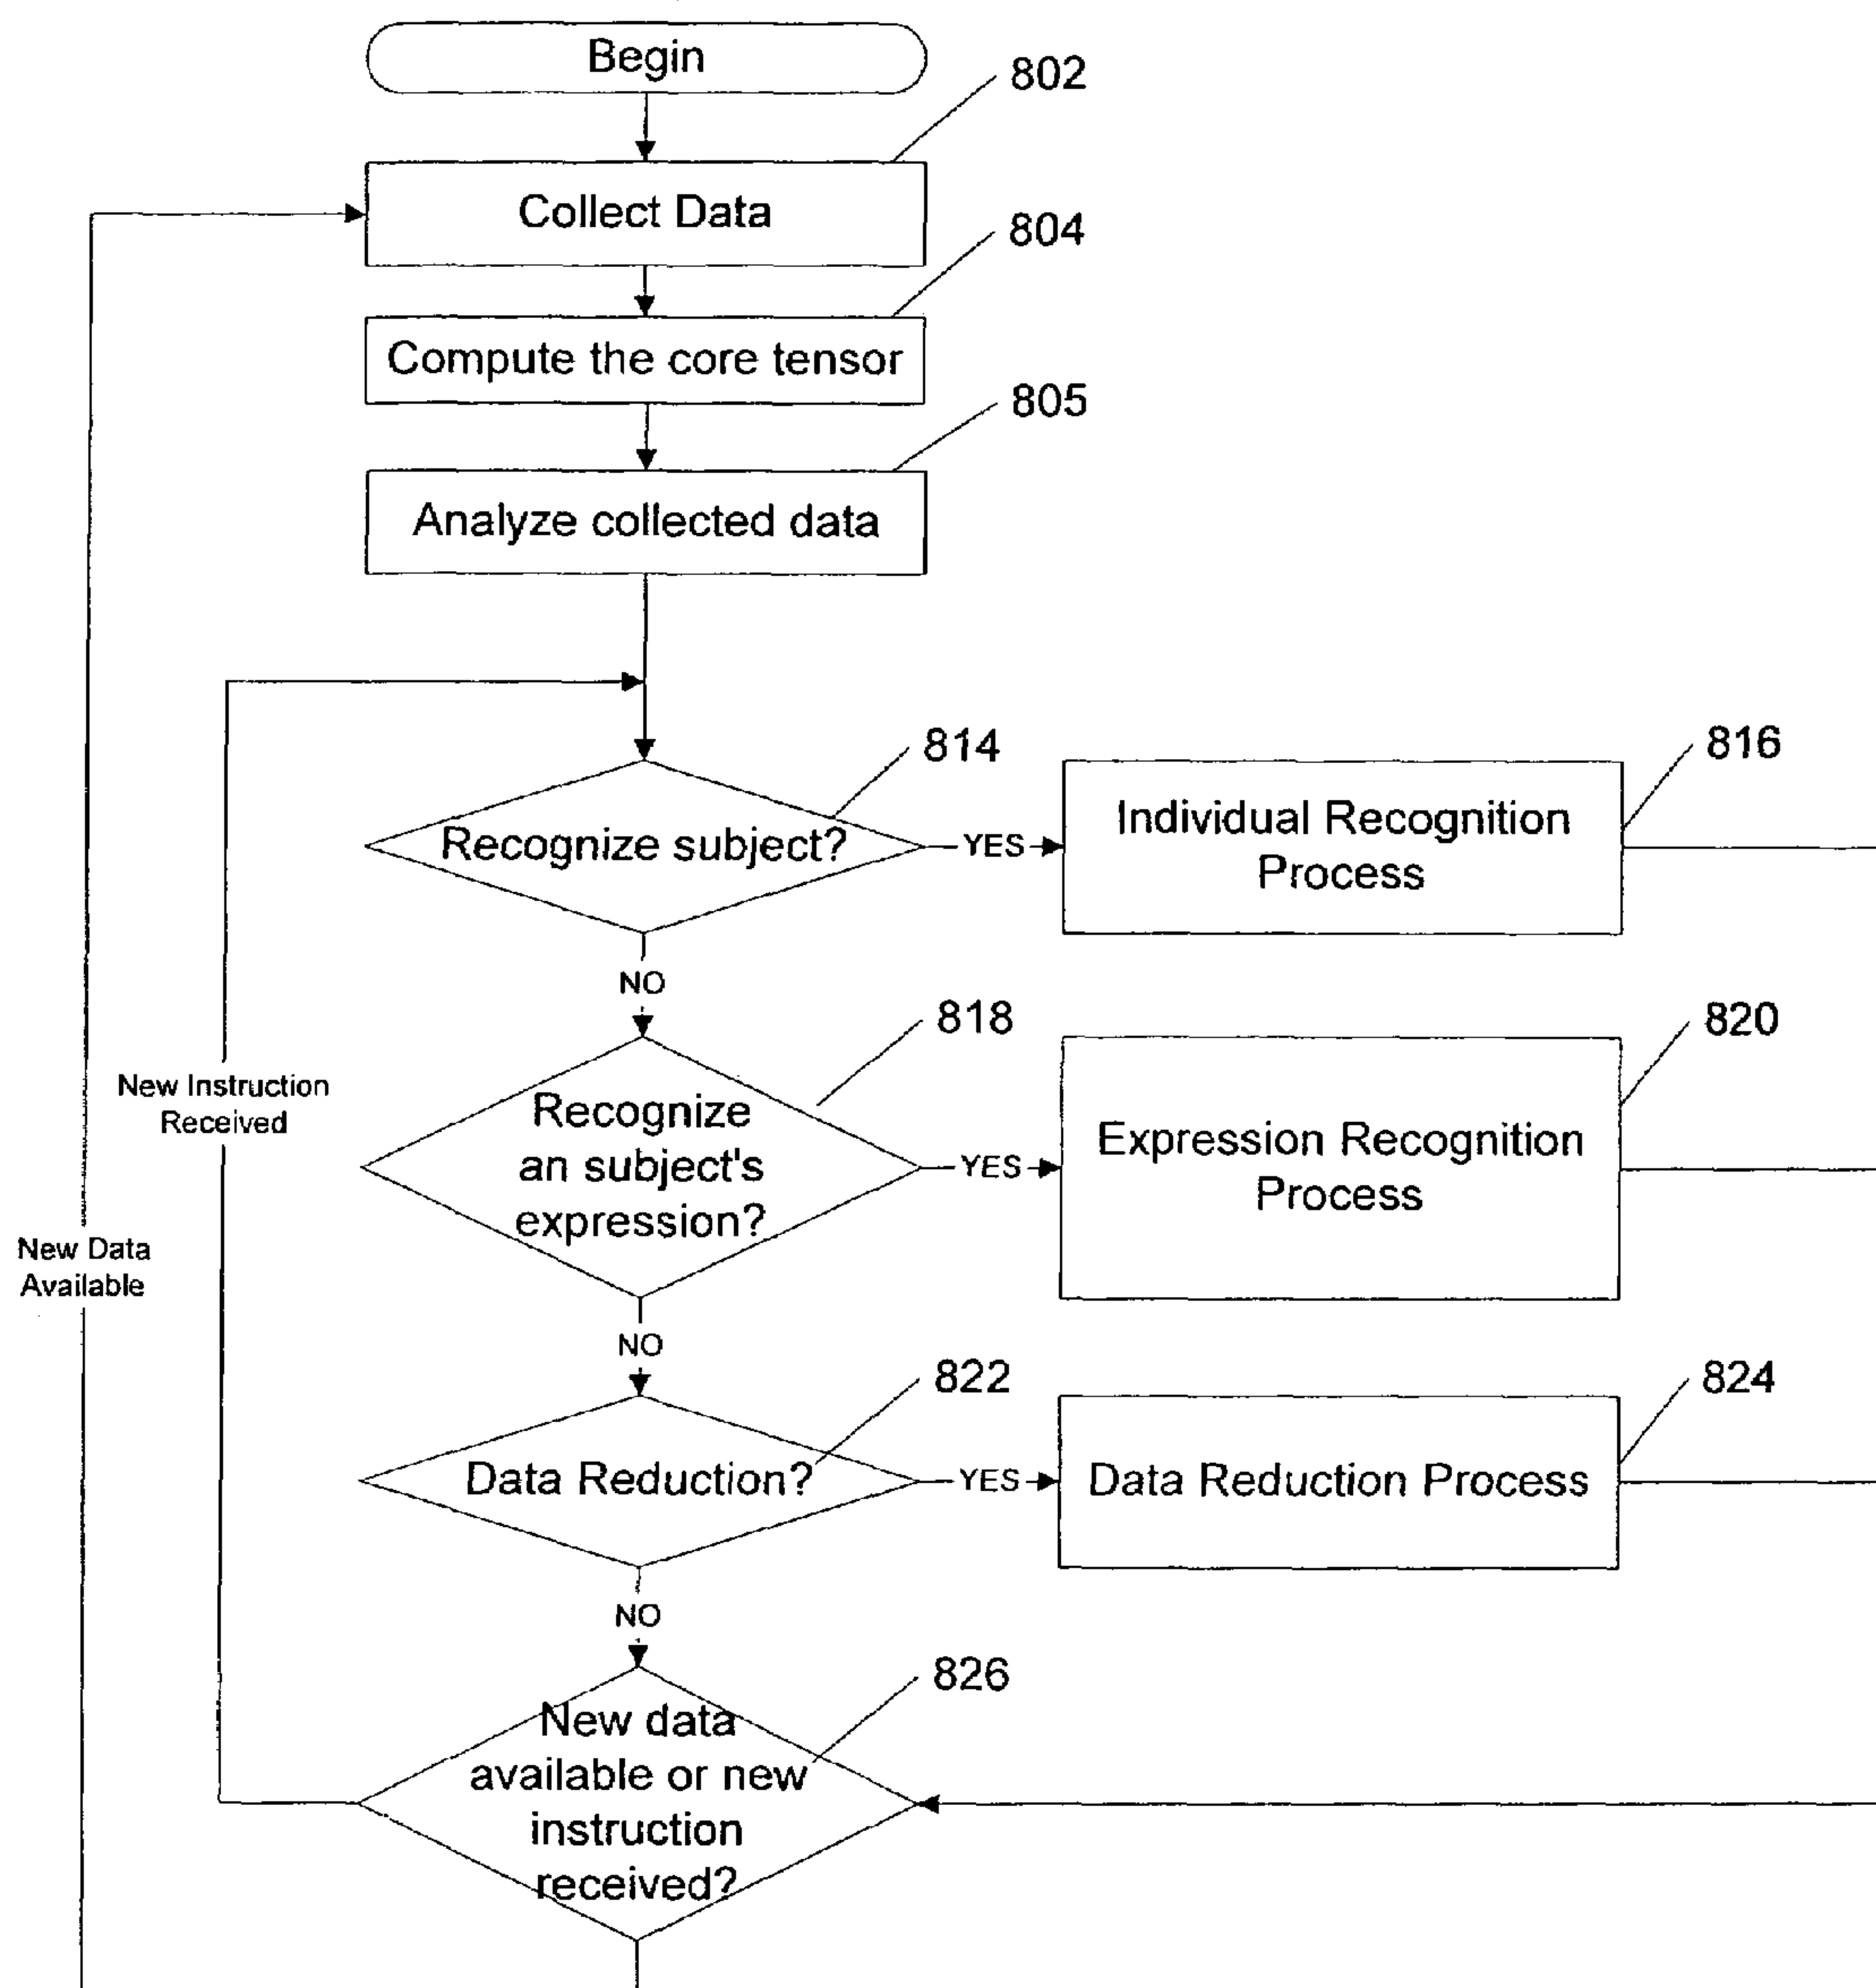 Begin
802
Collect Data
804
Compute the core tensor
805
Analyze collected data
814
Recognize subject?
YES
816
Individual Recognition
Process
NO
818
Recognize
an subject's
expression?
YES
820
Expression Recognition
Process
New Instruction
Received
New Data
Available
NO
822
Data Reduction?
YES
824
Data Reduction Process
NO
826
New data
available or new
instruction
received?